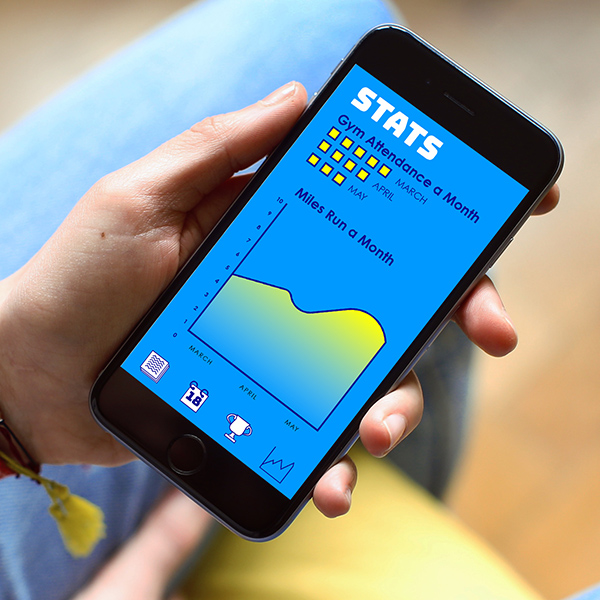 STATS
Gym Attendance a Month
MARCH
APRIL
MAY
Miles Run a Month
10
9
8
7
6
5
4
3
2
1
0
MARCH
APRIL
MAY
18